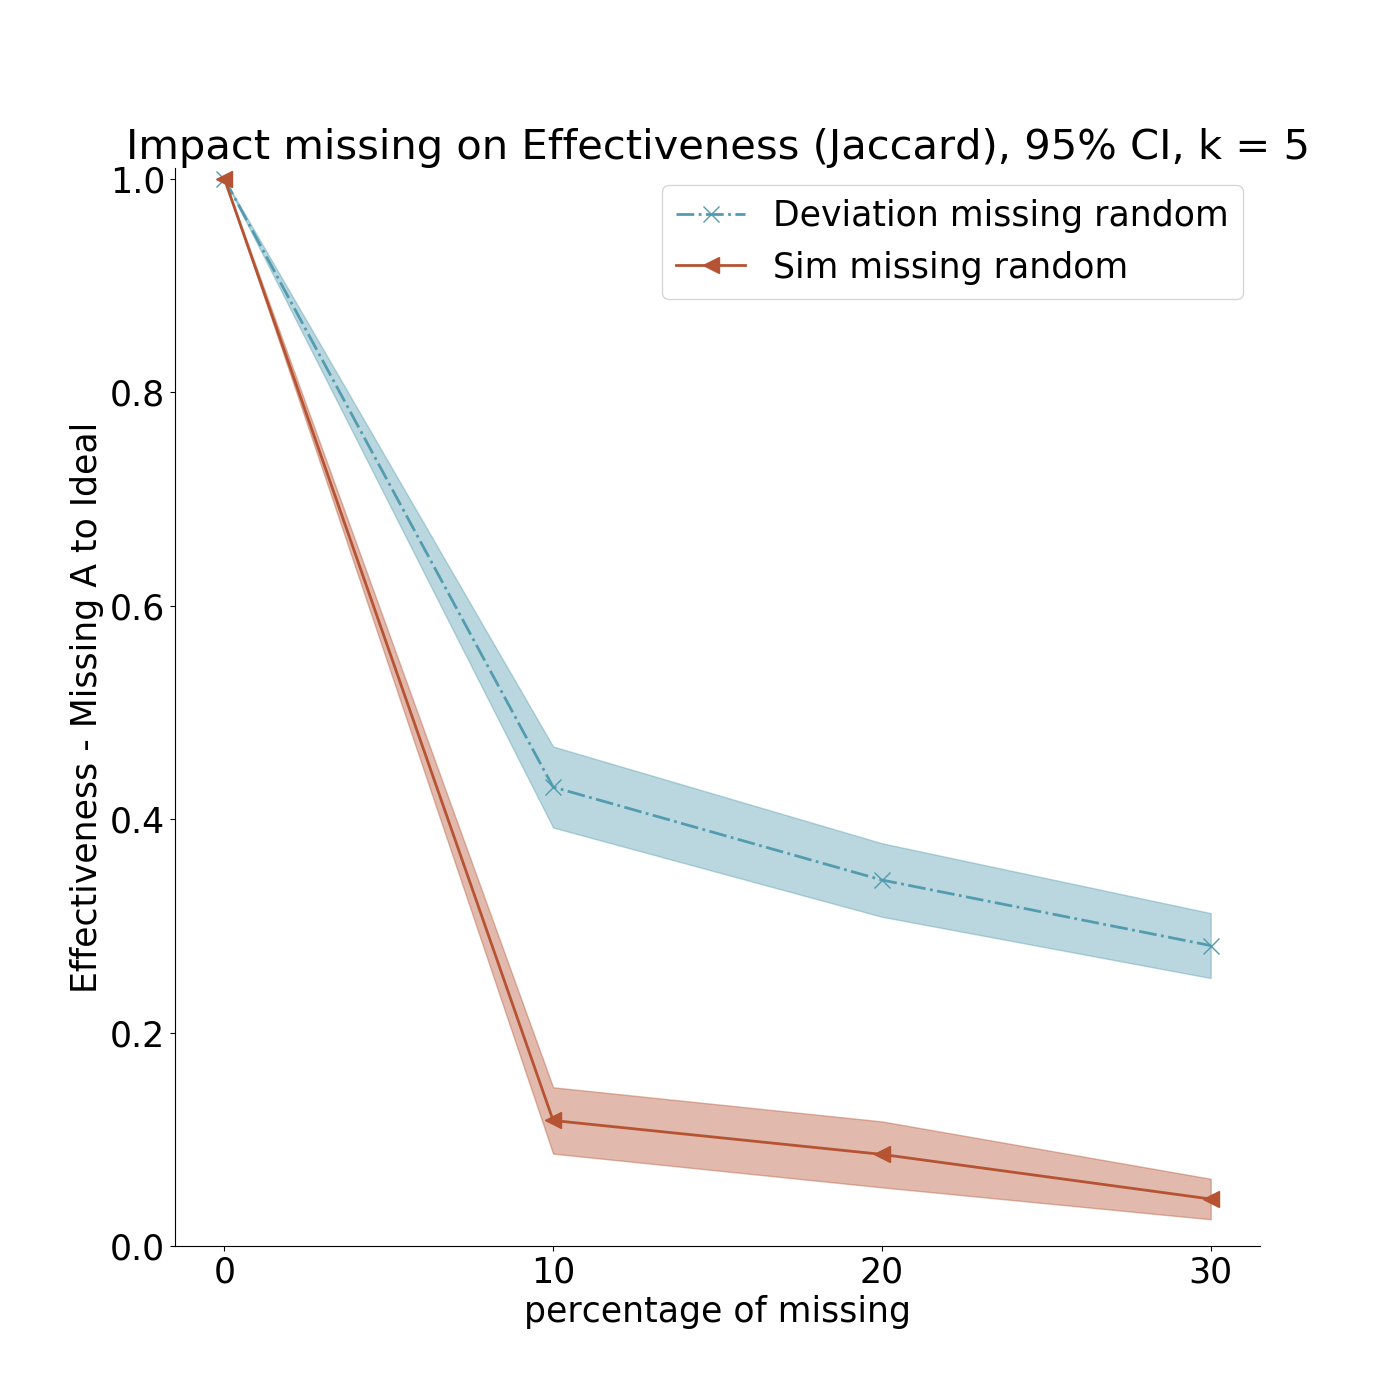 Impact missing on Effectiveness (Jaccard), 95% CI, k = 5
Deviation missing random
Sim missing random
Effectiveness - Missing A to Ideal
1.0
0.8
0.6
0.4
0.2
0.0
0 10 20 30
percentage of missing